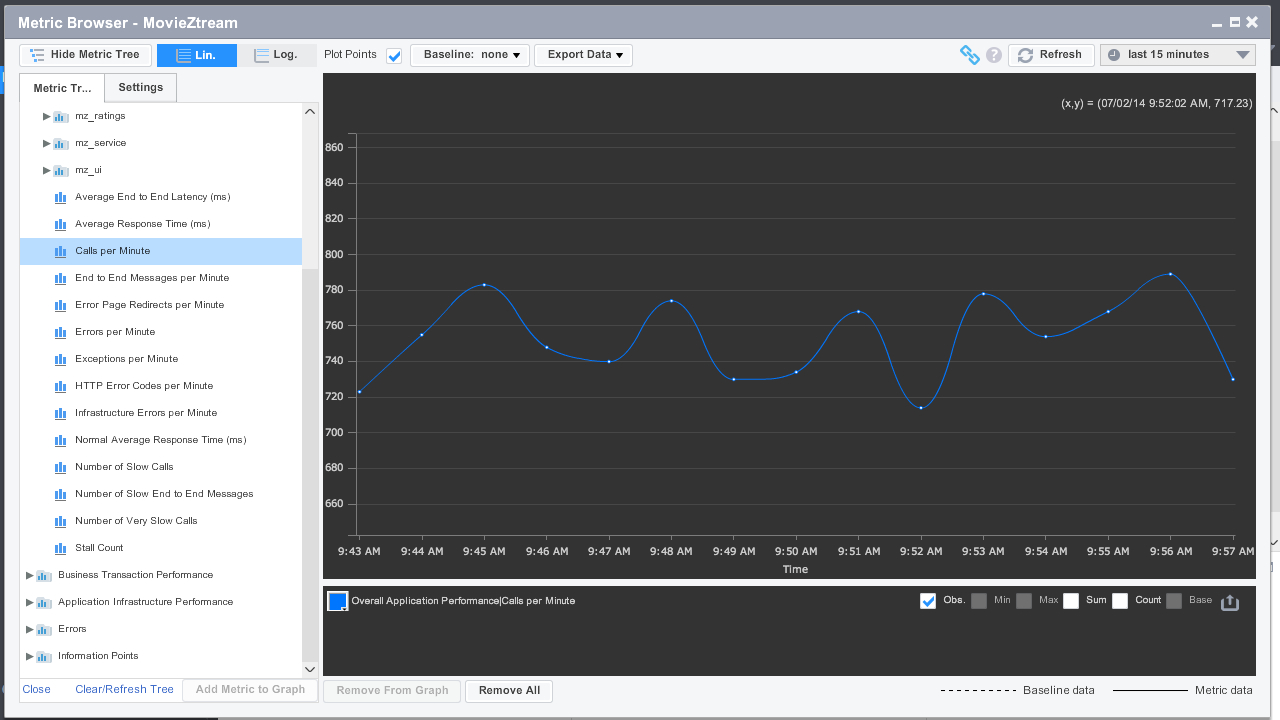 Metric Browser - MovieZtream
Hide Metric Tree
Lin.
Log.
Plot Points
Baseline: none
Export Data
?
Refresh
last 15 minutes
Metric Tr...
Settings
mz_ratings
mz_service
mz_ui
Average End to End Latency (ms)
Average Response Time (ms)
Calls per Minute
End to End Messages per Minute
Error Page Redirects per Minute
Errors per Minute
Exceptions per Minute
HTTP Error Codes per Minute
Infrastructure Errors per Minute
Normal Average Response Time (ms)
Number of Slow Calls
Number of Slow End to End Messages
Number of Very Slow Calls
Stall Count
Business Transaction Performance
Application Infrastructure Performance
Errors
Information Points
Close
Clear/Refresh Tree
Add Metric to Graph
(x,y) = (07/02/14 9:52:02 AM, 717.23)
860
840
820
800
780
760
740
720
700
680
660
9:43 AM 9:44 AM 9:45 AM 9:46 AM 9:47 AM 9:48 AM 9:49 AM 9:50 AM 9:51 AM 9:52 AM 9:53 AM 9:54 AM 9:55 AM 9:56 AM 9:57 AM
Time
Overall Application Performance|Calls per Minute
Obs. Min Max Sum Count Base
Remove From Graph
Remove All
Baseline data
Metric data